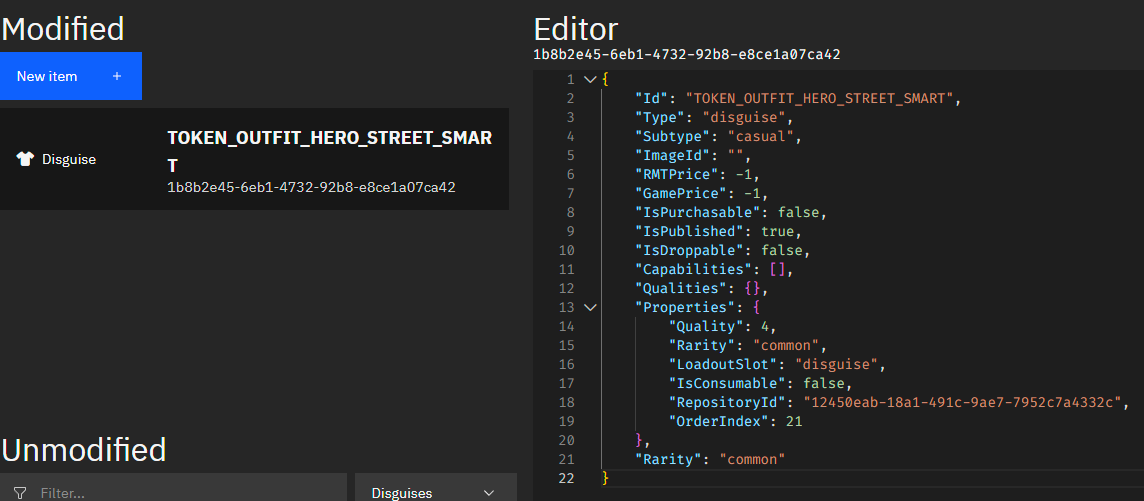 Modified
New item +
Disguise
TOKEN_OUTFIT_HERO_STREET_SMAR
T
1b8b2e45-6eb1-4732-92b8-e8ce1a07ca42
Unmodified
Filter...
Disguises
Editor
1b8b2e45-6eb1-4732-92b8-e8ce1a07ca42
1 {
2 "Id": "TOKEN_OUTFIT_HERO_STREET_SMART",
3 "Type": "disguise",
4 "Subtype": "casual",
5 "ImageId": "",
6 "RMTPrice": -1,
7 "GamePrice": -1,
8 "IsPurchasable": false,
9 "IsPublished": true,
10 "IsDroppable": false,
11 "Capabilities": [],
12 "Qualities": {},
13 "Properties": {
14 "Quality": 4,
15 "Rarity": "common",
16 "LoadoutSlot": "disguise",
17 "IsConsumable": false,
18 "RepositoryId": "12450eab-18a1-491c-9ae7-7952c7a4332c",
19 "OrderIndex": 21
20 },
21 "Rarity": "common"
22 }